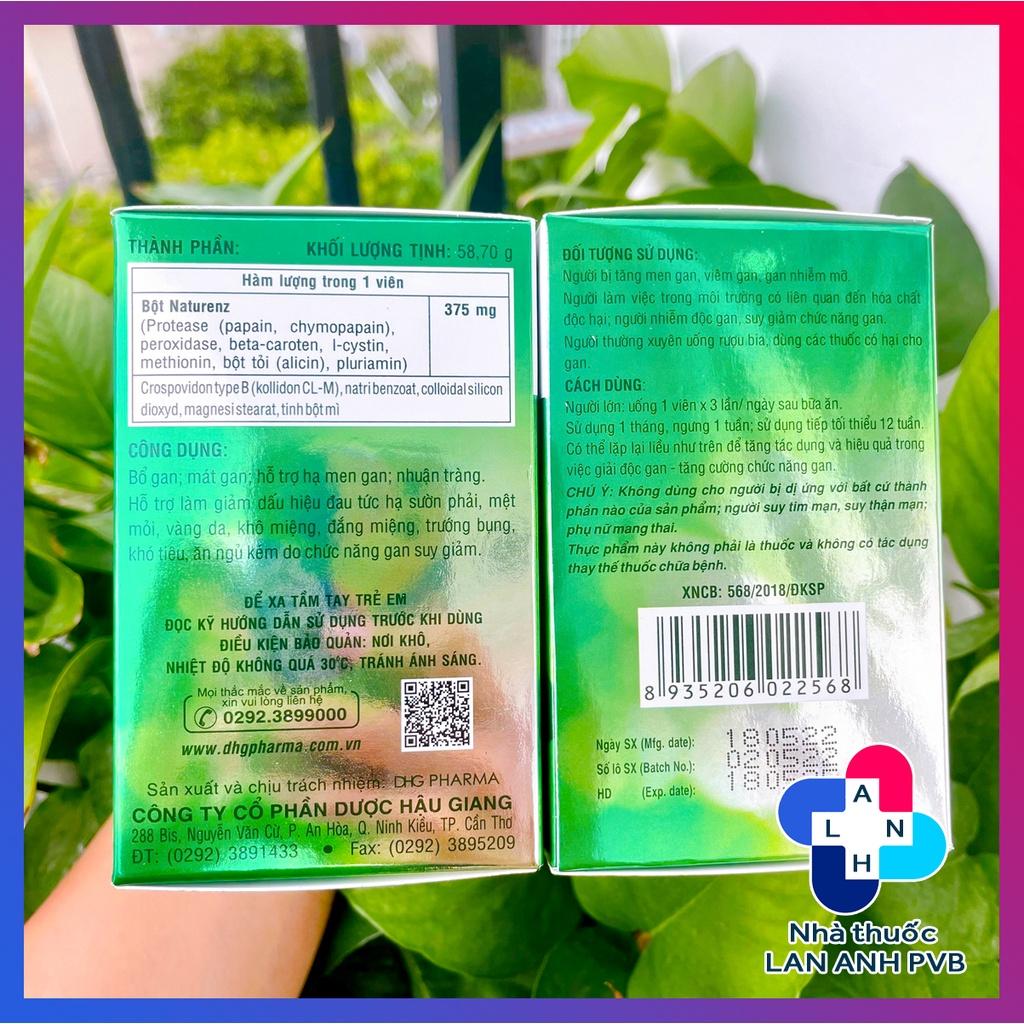 THÀNH PHẦN: KHỐI LƯỢNG TỊNH: 58,70 g
Hàm lượng trong 1 viên
Bột Naturenz 375 mg
(Protease (papain, chymopapain),
peroxidase, beta-caroten, l-cystin,
methionin, bột tỏi (alicin), pluriamin)
Crospovidon type B (kollidon CL-M), natri benzoat, colloidal silicon
dioxyd, magnesi stearat, tinh bột mì
CÔNG DỤNG:
Bổ gan; mát gan; hỗ trợ hạ men gan; nhuận tràng.
Hỗ trợ làm giảm dấu hiệu đau tức hạ sườn phải, mệt
mỏi, vàng da, khô miệng, đắng miệng, trướng bụng,
khó tiêu, ăn ngủ kém do chức năng gan suy giảm.
ĐỂ XA TẦM TAY TRẺ EM
ĐỌC KỸ HƯỚNG DẪN SỬ DỤNG TRƯỚC KHI DÙNG
ĐIỀU KIỆN BẢO QUẢN: NƠI KHÔ,
NHIỆT ĐỘ KHÔNG QUÁ 30°C, TRÁNH ÁNH SÁNG.
Mọi thắc mắc về sản phẩm,
xin vui lòng liên hệ
0292.3899000
www.dhgpharma.com.vn
Sản xuất và chịu trách nhiệm: DHG PHARMA
CÔNG TY CỔ PHẦN DƯỢC HẬU GIANG
288 Bis, Nguyễn Văn Cừ, P. An Hòa, Q. Ninh Kiều, TP. Cần Thơ
ĐT: (0292) 3891433 • Fax: (0292) 3895209
ĐỐI TƯỢNG SỬ DỤNG:
Người bị tăng men gan, viêm gan, gan nhiễm mỡ.
Người làm việc trong môi trường có liên quan đến hóa chất
độc hại; người nhiễm độc gan, suy giảm chức năng gan.
Người thường xuyên uống rượu bia, dùng các thuốc có hại cho
gan.
CÁCH DÙNG:
Người lớn: uống 1 viên x 3 lần/ ngày sau bữa ăn.
Sử dụng 1 tháng, ngưng 1 tuần; sử dụng tiếp tối thiểu 12 tuần.
Có thể lặp lại liều như trên để tăng tác dụng và hiệu quả trong
việc giải độc gan - tăng cường chức năng gan.
CHÚ Ý: Không dùng cho người bị dị ứng với bất cứ thành
phần nào của sản phẩm; người suy tim mạn, suy thận mạn;
phụ nữ mang thai.
Thực phẩm này không phải là thuốc và không có tác dụng
thay thế thuốc chữa bệnh.
XNCB: 568/2018/ĐKSP
8 935206 022568
Ngày SX (Mfg. date): 180522
Số lô SX (Batch No.): 020522
HD (Exp. date):
A
L N
H
Nhà thuốc
LAN ANH PVB